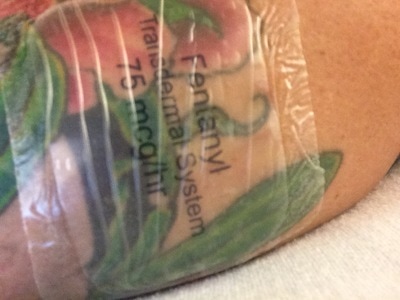 Fentanyl
Transdermal System
75 mcg/hr